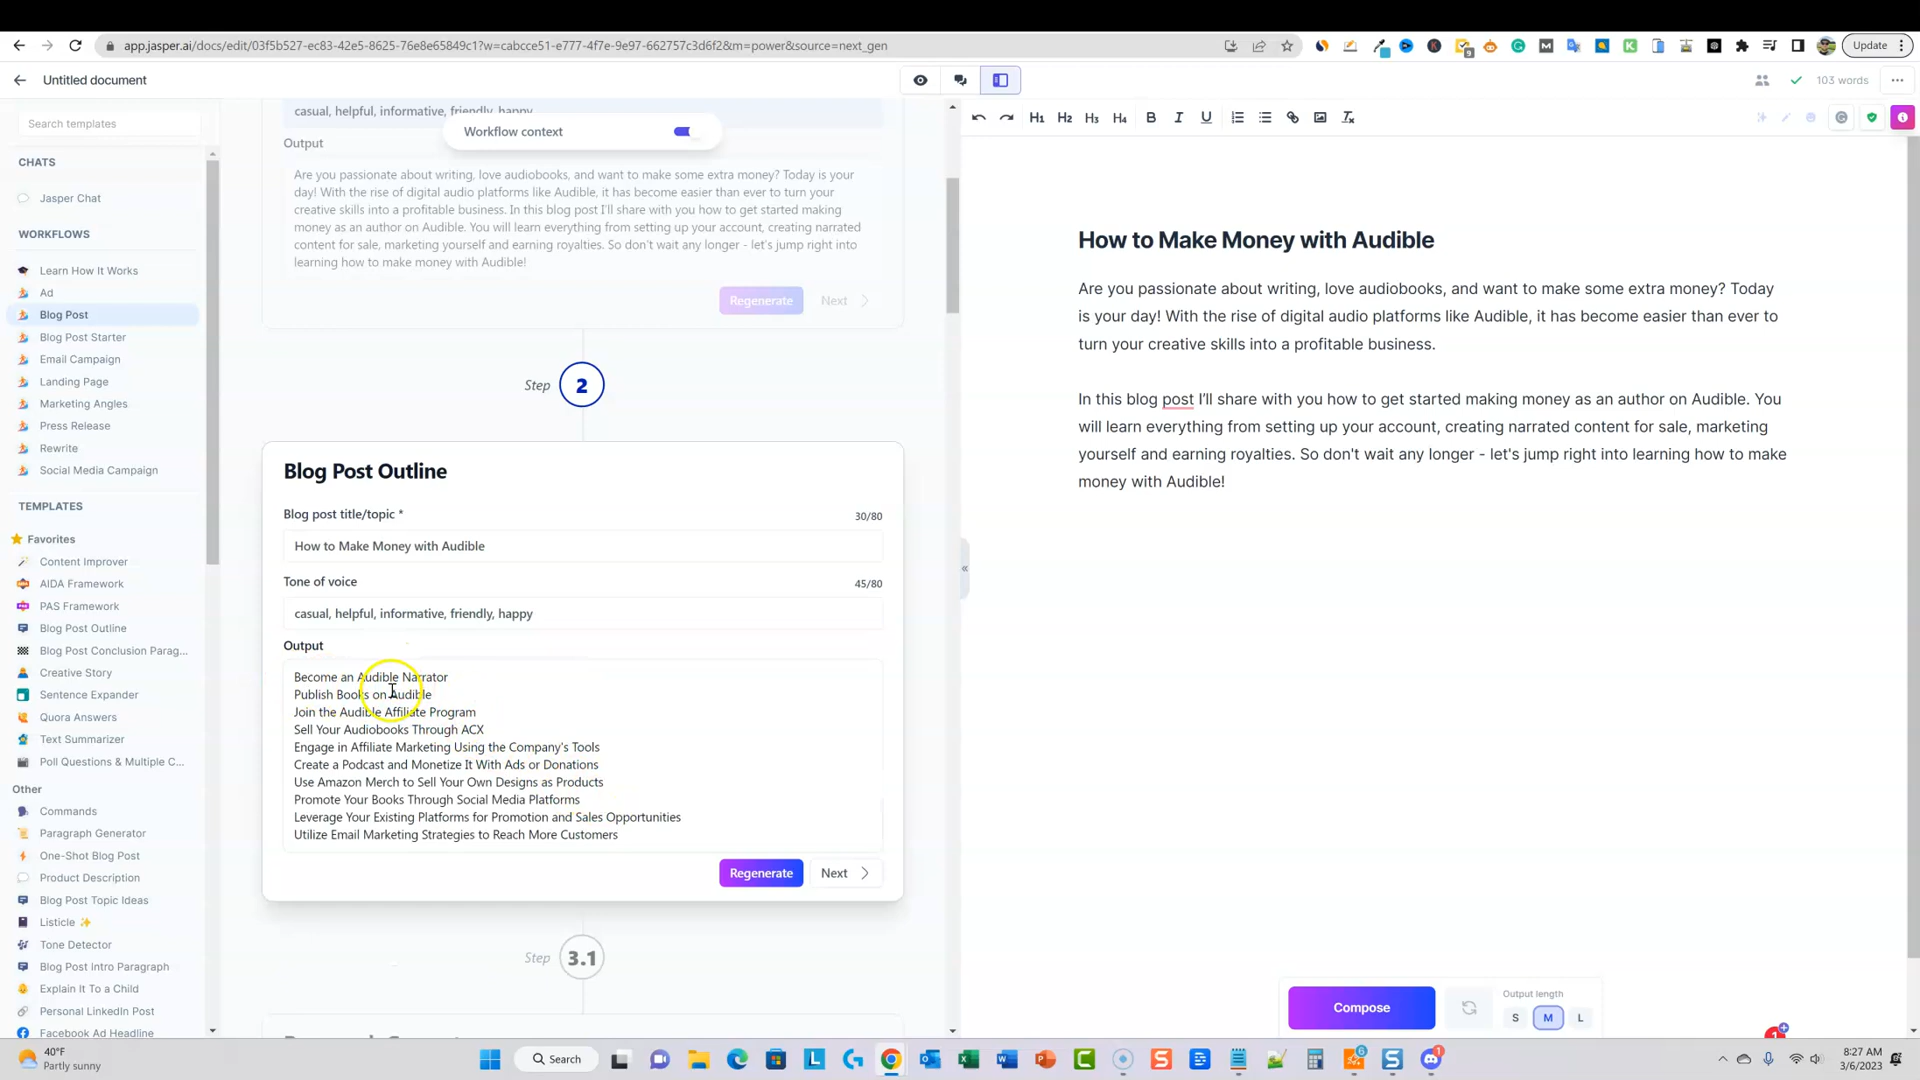 app.jasper.ai/docs/edit/03f5b527-ec83-42e5-8625-76e8e65849c1?w=cabcce51-e777-4f7e-9e97-662757c3d6f2&m=power&source=next_gen
Update
Untitled document
103 words
Search templates
CHATS
Jasper Chat
WORKFLOWS
Learn How It Works
Ad
Blog Post
Blog Post Starter
Email Campaign
Landing Page
Marketing Angles
Press Release
Rewrite
Social Media Campaign
TEMPLATES
Favorites
Content Improver
AIDA Framework
PAS Framework
Blog Post Outline
Blog Post Conclusion Parag...
Creative Story
Sentence Expander
Quora Answers
Text Summarizer
Poll Questions & Multiple C...
Other
Commands
Paragraph Generator
One-Shot Blog Post
Product Description
Blog Post Topic Ideas
Listicle
Tone Detector
Blog Post Intro Paragraph
Explain It To a Child
Personal LinkedIn Post
Facebook Ad Headline
casual, helpful, informative, friendly, happy
Workflow context
Output
Are you passionate about writing, love audiobooks, and want to make some extra money? Today is your
day! With the rise of digital audio platforms like Audible, it has become easier than ever to turn your
creative skills into a profitable business. In this blog post I'll share with you how to get started making
money as an author on Audible. You will learn everything from setting up your account, creating narrated
content for sale, marketing yourself and earning royalties. So don't wait any longer - let's jump right into
learning how to make money with Audible!
Regenerate Next
Step 2
Blog Post Outline
Blog post title/topic * 30/80
How to Make Money with Audible
Tone of voice 45/80
casual, helpful, informative, friendly, happy
Output
Become an Audible Narrator
Publish Books on Audible
Join the Audible Affiliate Program
Sell Your Audiobooks Through ACX
Engage in Affiliate Marketing Using the Company's Tools
Create a Podcast and Monetize It With Ads or Donations
Use Amazon Merch to Sell Your Own Designs as Products
Promote Your Books Through Social Media Platforms
Leverage Your Existing Platforms for Promotion and Sales Opportunities
Utilize Email Marketing Strategies to Reach More Customers
Regenerate Next
Step 3.1
H1 H2 H3 H4 B I U
How to Make Money with Audible
Are you passionate about writing, love audiobooks, and want to make some extra money? Today
is your day! With the rise of digital audio platforms like Audible, it has become easier than ever to
turn your creative skills into a profitable business.
In this blog post I'll share with you how to get started making money as an author on Audible. You
will learn everything from setting up your account, creating narrated content for sale, marketing
yourself and earning royalties. So don't wait any longer - let's jump right into learning how to make
money with Audible!
Compose
Output length
S M L
40°F
Partly sunny
Search
8:27 AM
3/6/2023